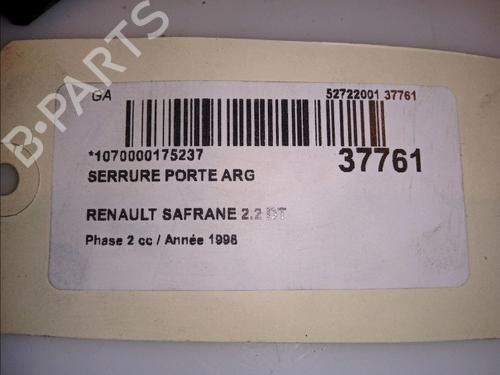 GA
52722001 37761
*1070000175237
37761
SERRURE PORTE ARG
RENAULT SAFRANE 2.2 DT
Phase 2 cc / Année 1998
B-PARTS